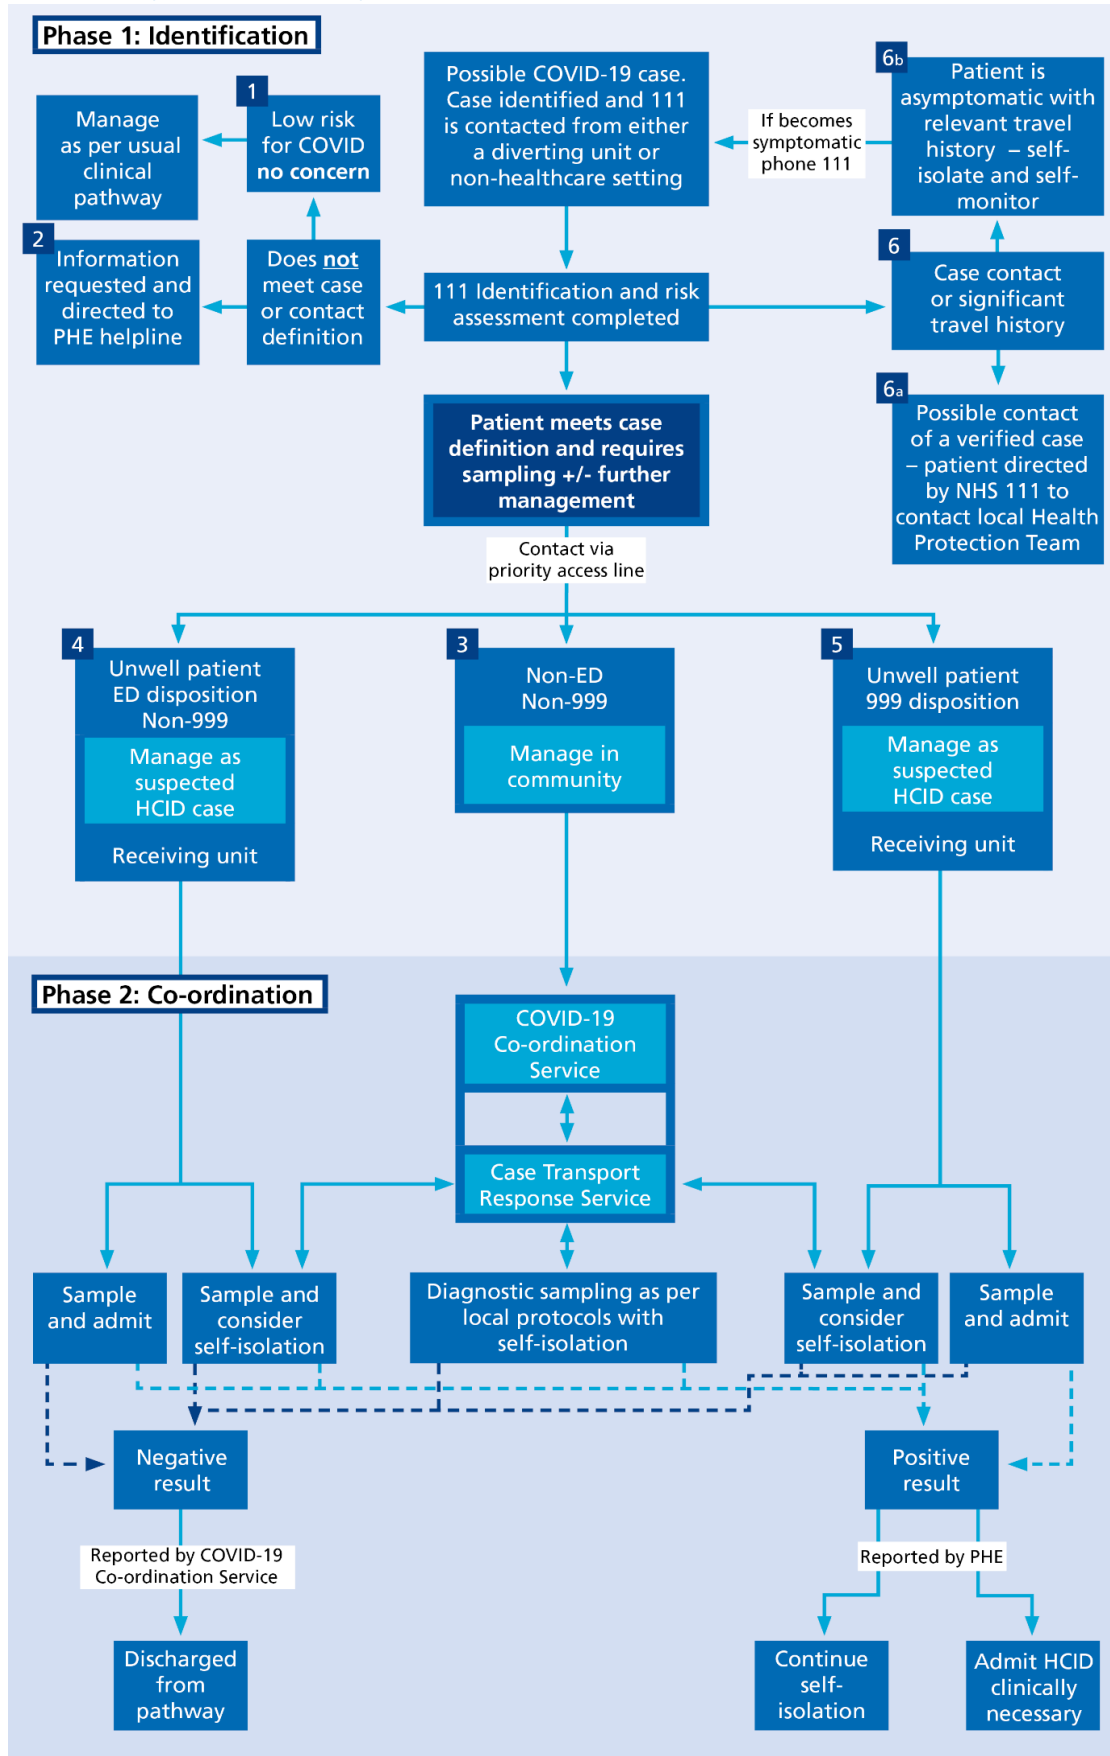 Phase 1: Identification
1
Low risk
for COVID
no concern
Manage
as per usual
clinical
pathway
Possible COVID-19 case.
Case identified and 111
is contacted from either
a diverting unit or
non-healthcare setting
If becomes
symptomatic
phone 111
6b
Patient is
asymptomatic with
relevant travel
history – self-
isolate and self-
monitor
2
Information
requested and
directed to
PHE helpline
Does not
meet case
or contact
definition
111 Identification and risk
assessment completed
6
Case contact
or significant
travel history
6a
Possible contact
of a verified case
– patient directed
by NHS 111 to
contact local Health
Protection Team
Patient meets case
definition and requires
sampling +/- further
management
Contact via
priority access line
4
Unwell patient
ED disposition
Non-999
Manage as
suspected
HCID case
Receiving unit
3
Non-ED
Non-999
Manage in
community
5
Unwell patient
999 disposition
Manage as
suspected
HCID case
Receiving unit
Phase 2: Co-ordination
COVID-19
Co-ordination
Service
Case Transport
Response Service
Sample
and admit
Sample and
consider
self-isolation
Diagnostic sampling as per
local protocols with
self-isolation
Sample and
consider
self-isolation
Sample
and admit
Negative
result
Positive
result
Reported by COVID-19
Co-ordination Service
Reported by PHE
Discharged
from
pathway
Continue
self-
isolation
Admit HCID
clinically
necessary